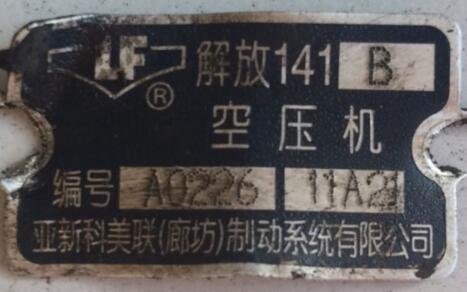 LF® 解放141 B
空压机
编号 A0226 11A21
亚新科美联(廊坊)制动系统有限公司